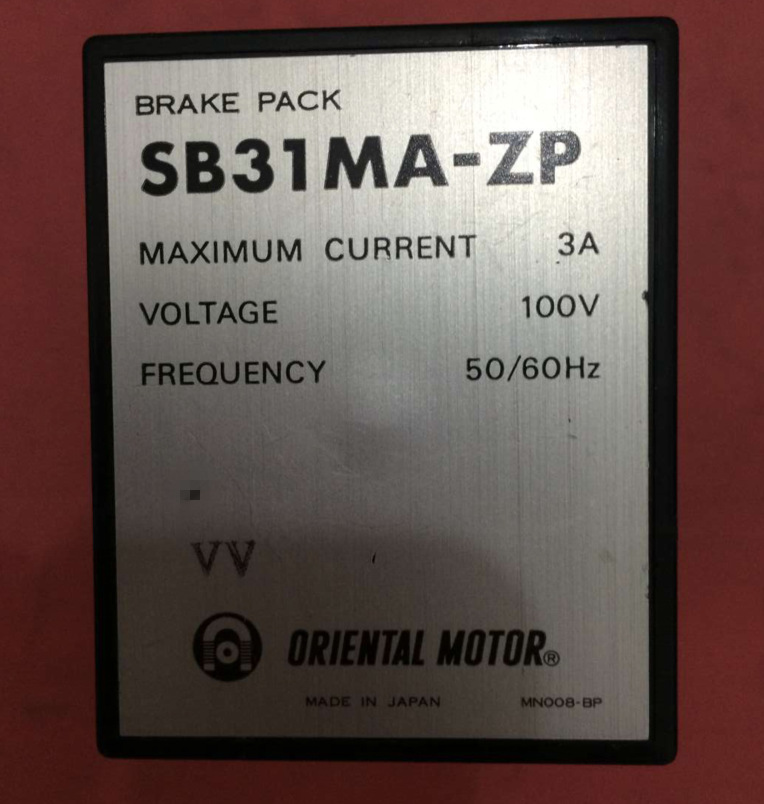 BRAKE PACK
SB31MA-ZP
MAXIMUM CURRENT 3A
VOLTAGE 100V
FREQUENCY 50/60Hz
VV
ORIENTAL MOTOR®
MADE IN JAPAN MN008-BP